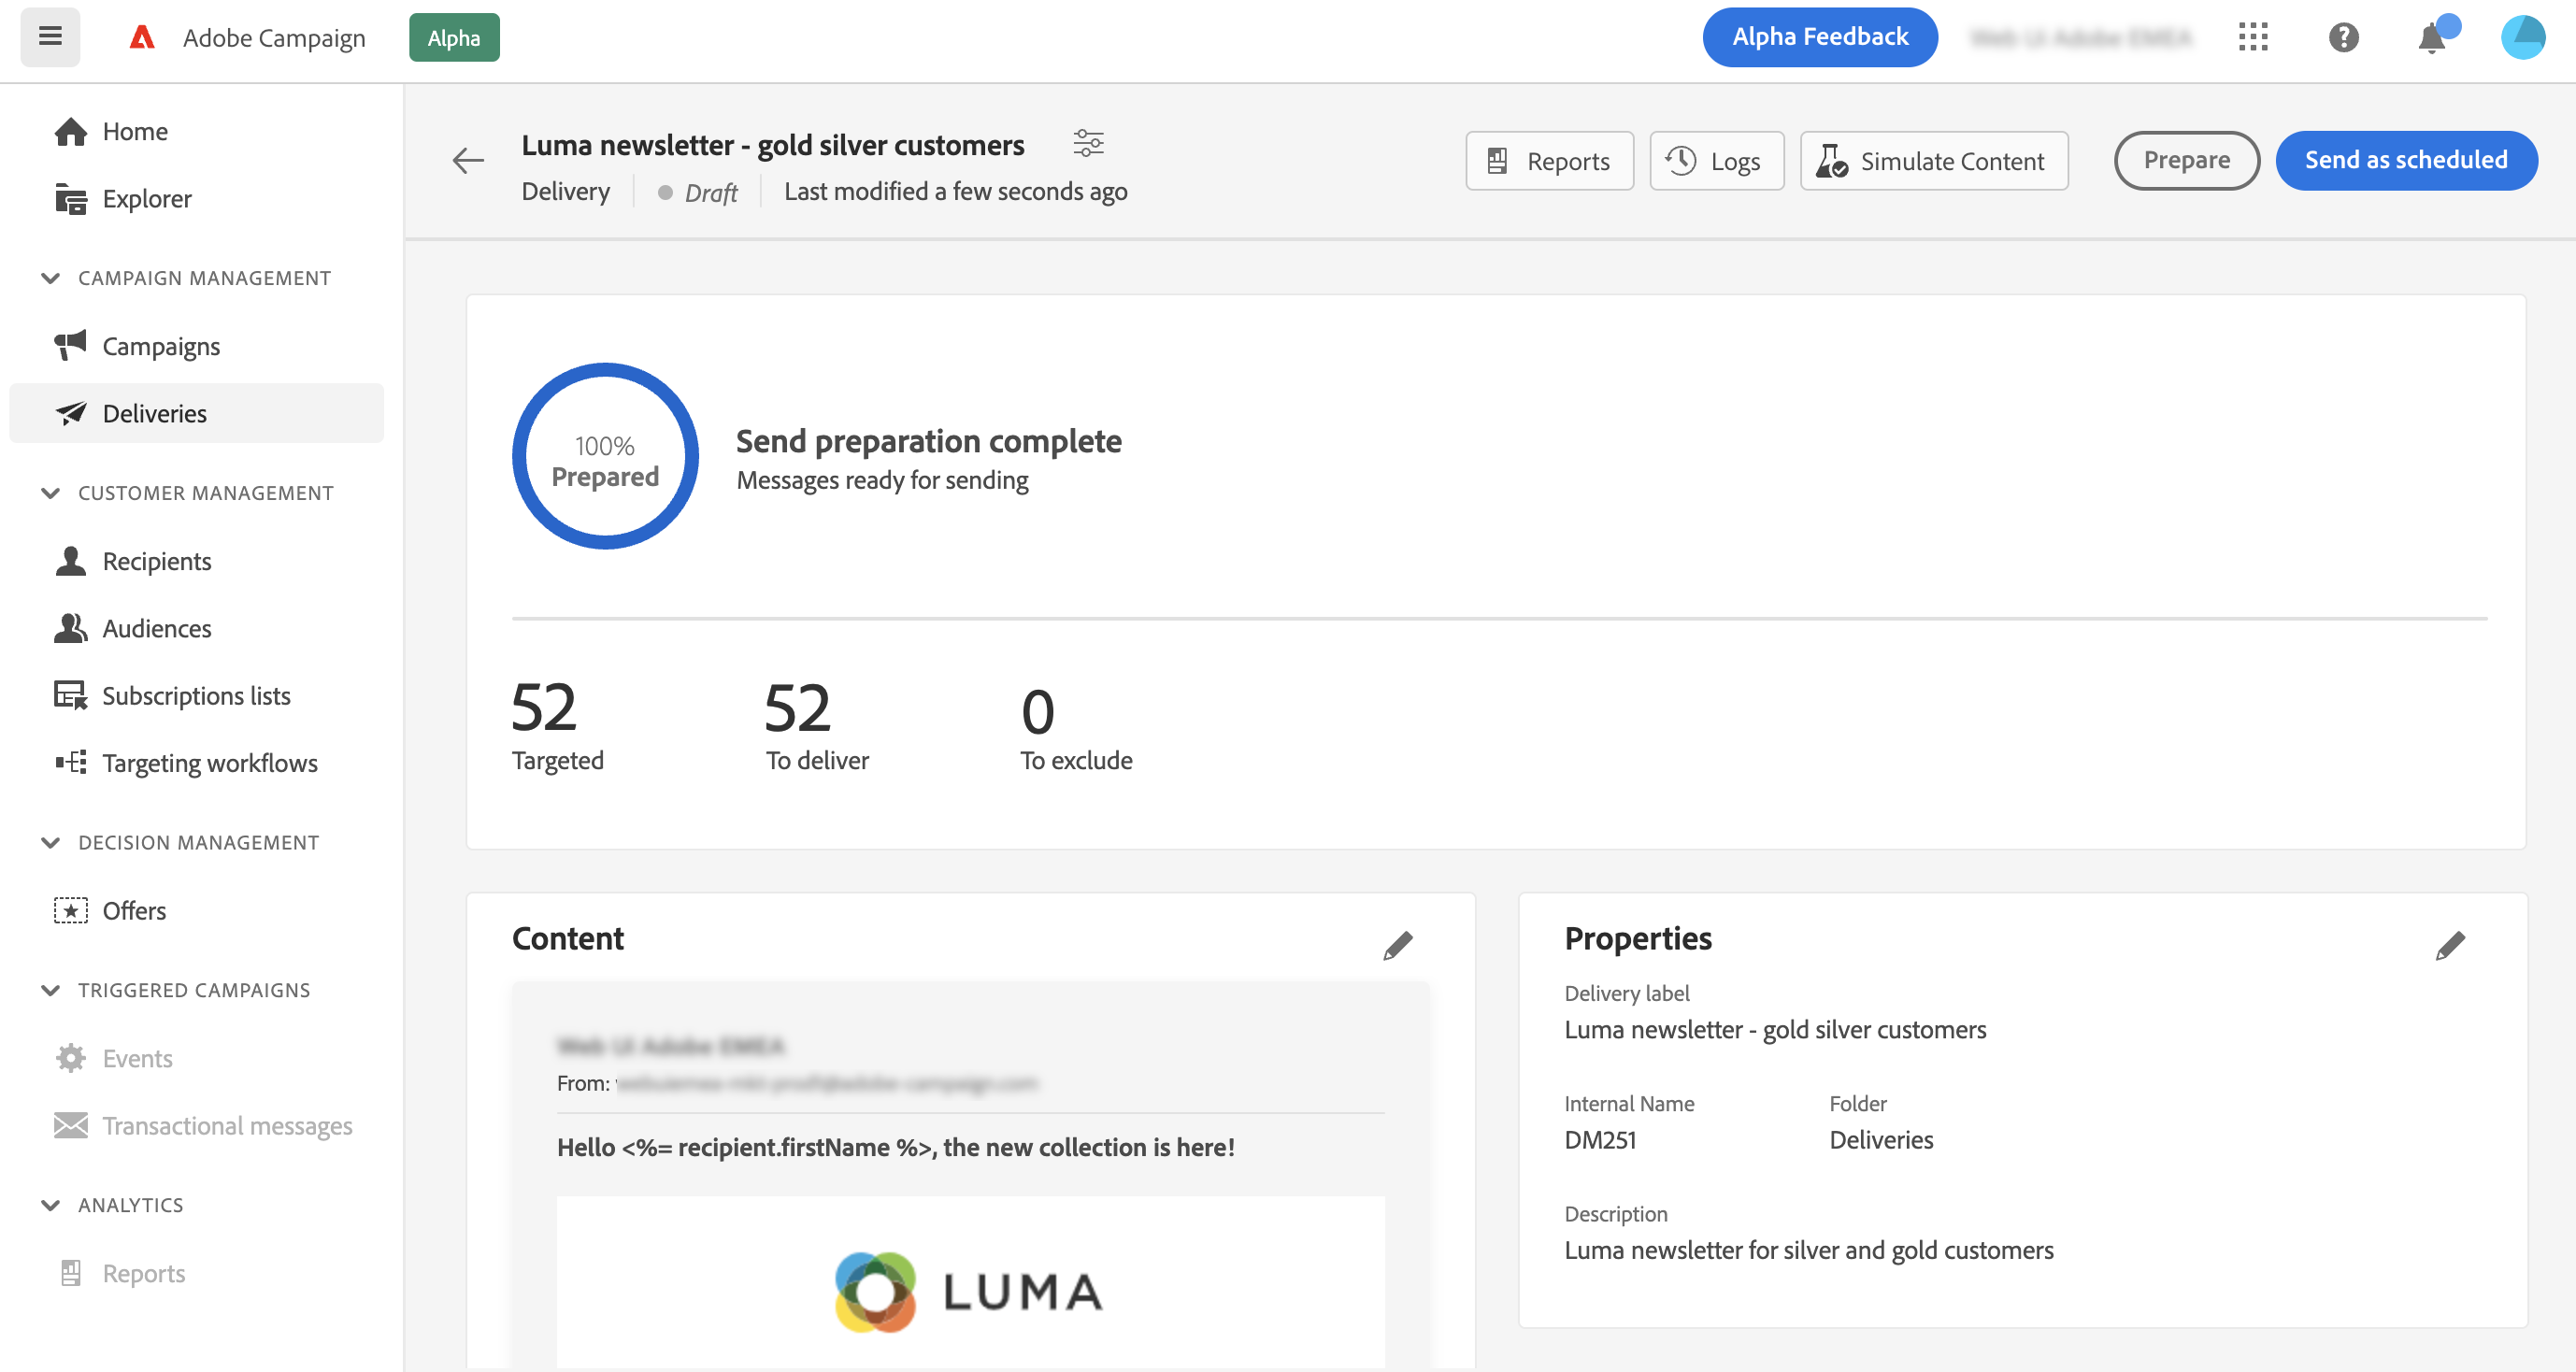 Adobe Campaign
Alpha
Alpha Feedback
Home
Explorer
CAMPAIGN MANAGEMENT
Campaigns
Deliveries
CUSTOMER MANAGEMENT
Recipients
Audiences
Subscriptions lists
Targeting workflows
DECISION MANAGEMENT
Offers
TRIGGERED CAMPAIGNS
Events
Transactional messages
ANALYTICS
Reports
Luma newsletter - gold silver customers
Delivery
Draft
Last modified a few seconds ago
Reports
Logs
Simulate Content
Prepare
Send as scheduled
100%
Prepared
Send preparation complete
Messages ready for sending
52
Targeted
52
To deliver
0
To exclude
Content
From:
Hello <%= recipient.firstName %>, the new collection is here!
LUMA
Properties
Delivery label
Luma newsletter - gold silver customers
Internal Name
DM251
Folder
Deliveries
Description
Luma newsletter for silver and gold customers